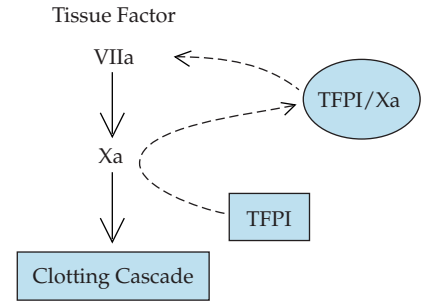 Tissue Factor
VIIa
TFPI/Xa
Xa
TFPI
Clotting Cascade